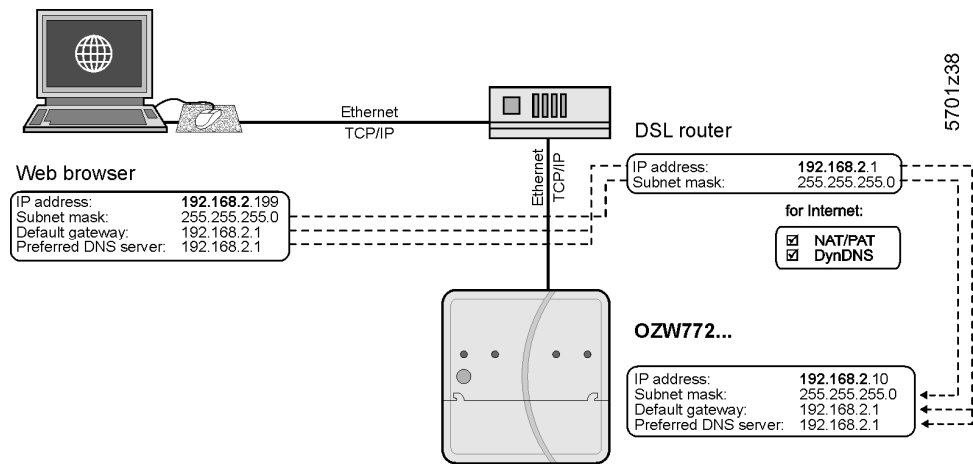 Ethernet
TCP/IP
Ethernet
TCP/IP
DSL router
IP address: 192.168.2.1
Subnet mask: 255.255.255.0
for Internet:
☑ NAT/PAT
☑ DynDNS
Web browser
IP address: 192.168.2.199
Subnet mask: 255.255.255.0
Default gateway: 192.168.2.1
Preferred DNS server: 192.168.2.1
OZW772...
IP address: 192.168.2.10
Subnet mask: 255.255.255.0
Default gateway: 192.168.2.1
Preferred DNS server: 192.168.2.1
5701z38